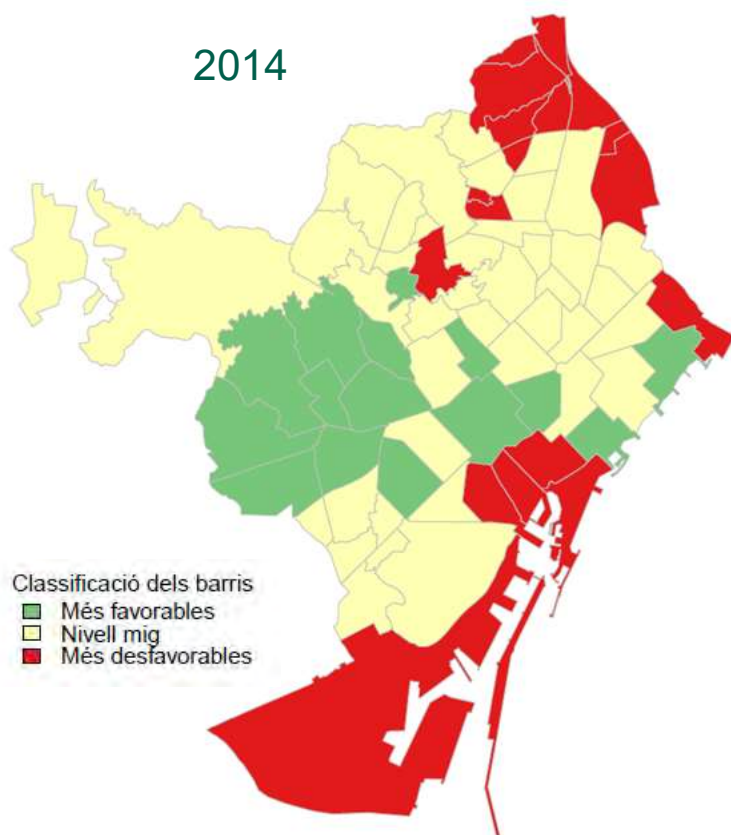 2014
Classificació dels barris
Més favorables
Nivell mig
Més desfavorables